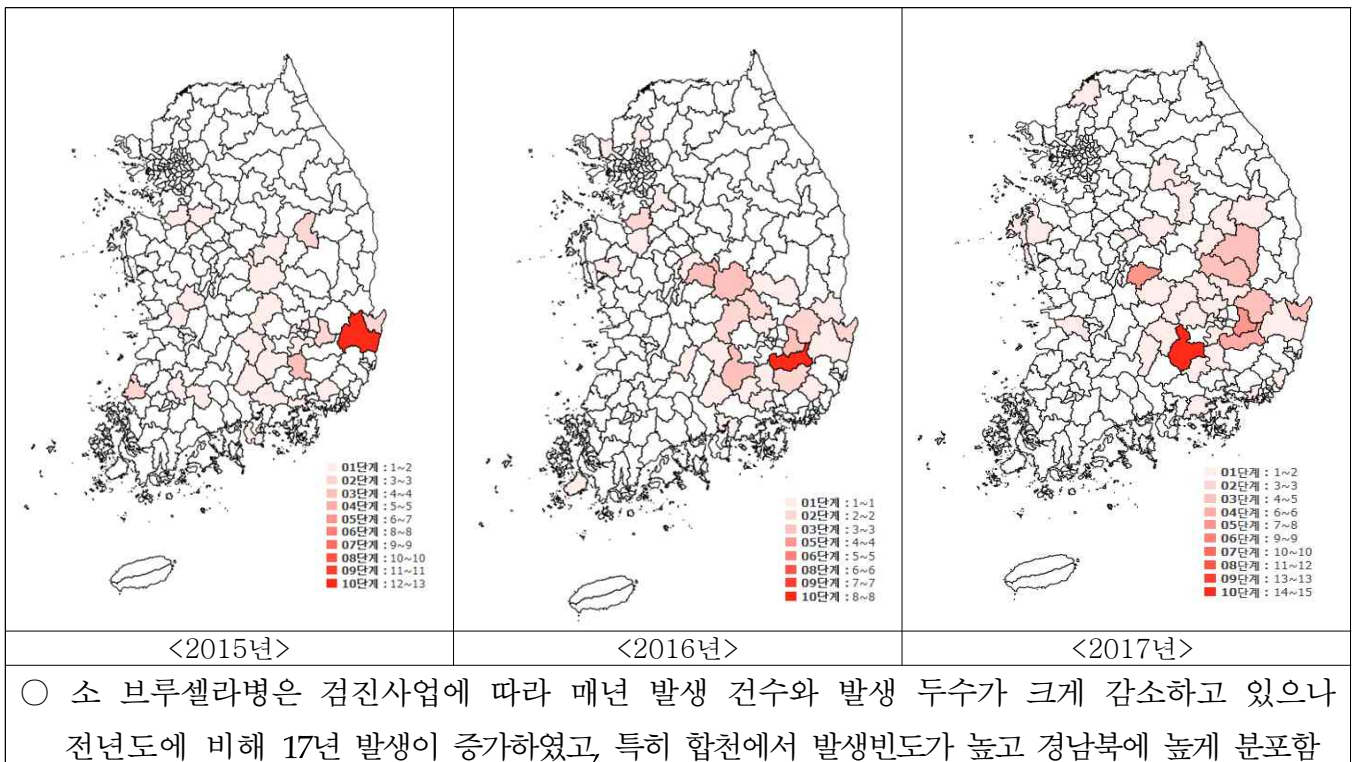 01단계 : 1~2
02단계 : 3~3
03단계 : 4~4
04단계 : 5~5
05단계 : 6~7
06단계 : 8~8
07단계 : 9~9
08단계 : 10~10
09단계 : 11~11
10단계 : 12~13
01단계 : 1~1
02단계 : 2~2
03단계 : 3~3
05단계 : 4~4
06단계 : 5~5
08단계 : 6~6
09단계 : 7~7
10단계 : 8~8
01단계 : 1~2
02단계 : 3~3
03단계 : 4~5
04단계 : 6~6
05단계 : 7~8
06단계 : 9~9
07단계 : 10~10
08단계 : 11~12
09단계 : 13~13
10단계 : 14~15
<2015년>
<2016년>
<2017년>
○ 소 브루셀라병은 검진사업에 따라 매년 발생 건수와 발생 두수가 크게 감소하고 있으나
전년도에 비해 17년 발생이 증가하였고, 특히 합천에서 발생빈도가 높고 경남북에 높게 분포함